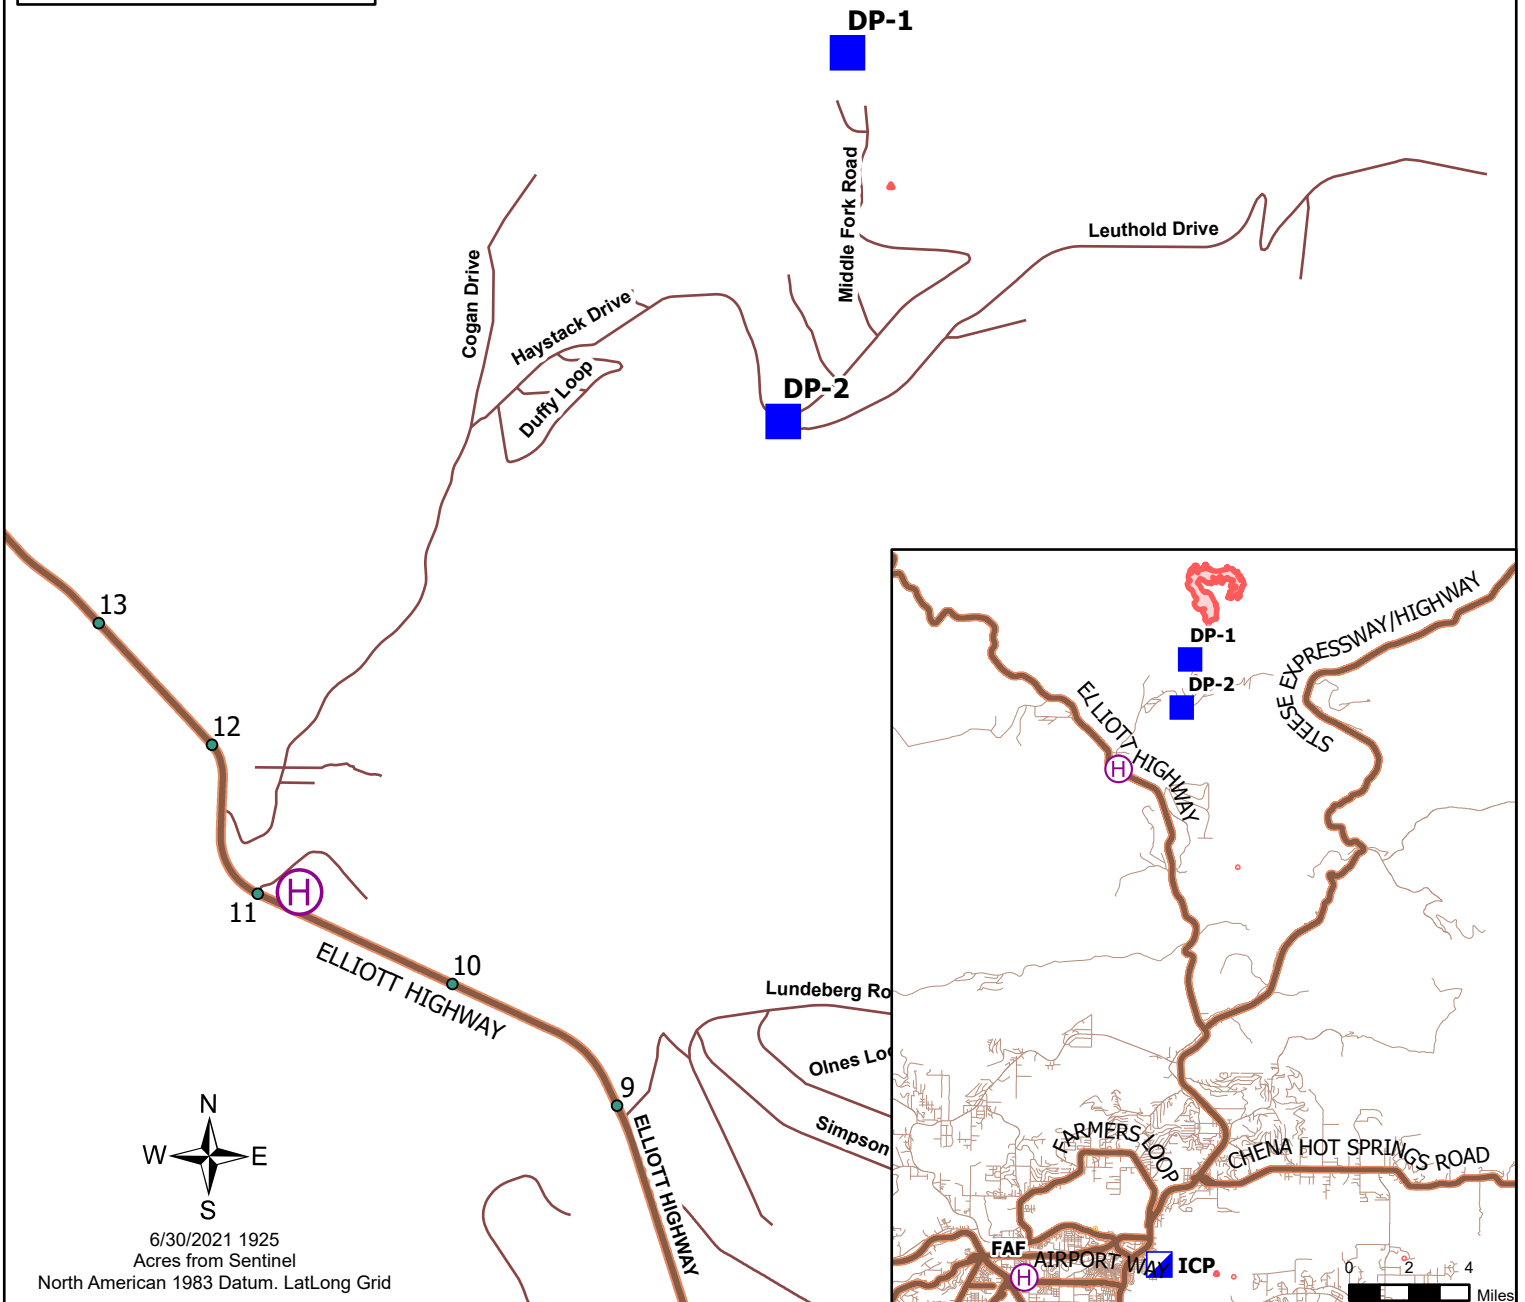 DP-1
Middle Fork Road
Leuthold Drive
Cogan Drive
Haystack Drive
Duffy Loop
DP-2
13
12
11
H
10
ELLIOTT HIGHWAY
9
ELLIOTT HIGHWAY
Lundeberg Ro
Olnes Loo
Simpson
N
W
E
S
6/30/2021 1925
Acres from Sentinel
North American 1983 Datum. LatLong Grid
DP-1
DP-2
ELLIOTT HIGHWAY
STEESE EXPRESSWAY/HIGHWAY
H
FARMERS LOOP
CHENA HOT SPRINGS ROAD
FAF
AIRPORT WAY
ICP
H
0 2 4
Miles